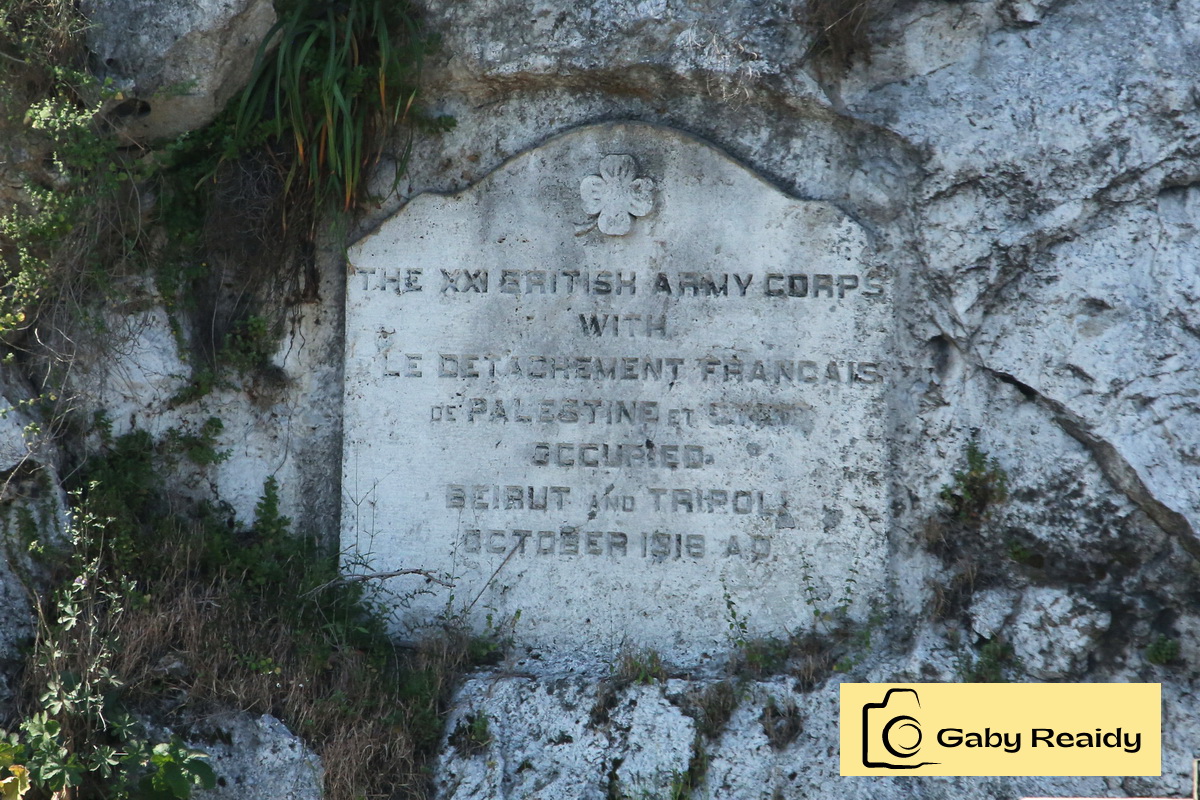 THE XXI BRITISH ARMY CORPS
WITH
LE DETACHEMENT FRANCAIS
DE PALESTINE ET
OCCUPIED
BEIRUT AND TRIPOLI
OCTOBER 1918 AD
Gaby Reaidy